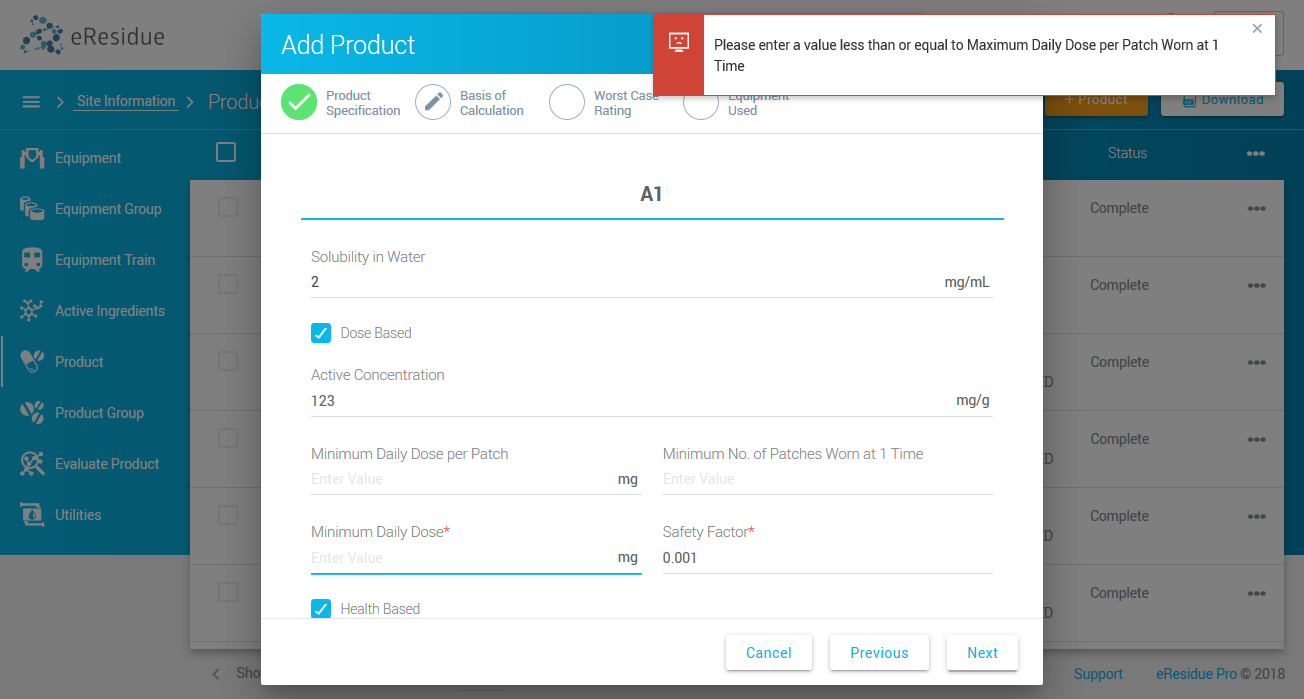 eResidue
Add Product
Please enter a value less than or equal to Maximum Daily Dose per Patch Worn at 1
Time
Site Information
Product
Specification
Basis of
Calculation
Worst Case
Rating
Equipment
Used
+ Product
Download
Equipment
Equipment Group
Equipment Train
Active Ingredients
Product
Product Group
Evaluate Product
Utilities
Status
Complete
Complete
Complete
Complete
Complete
Complete
A1
Solubility in Water
2 mg/mL
Dose Based
Active Concentration
123 mg/g
Minimum Daily Dose per Patch
Enter Value mg
Minimum No. of Patches Worn at 1 Time
Enter Value
Minimum Daily Dose*
Enter Value mg
Safety Factor*
0.001
Health Based
Cancel
Previous
Next
Support
eResidue Pro © 2018